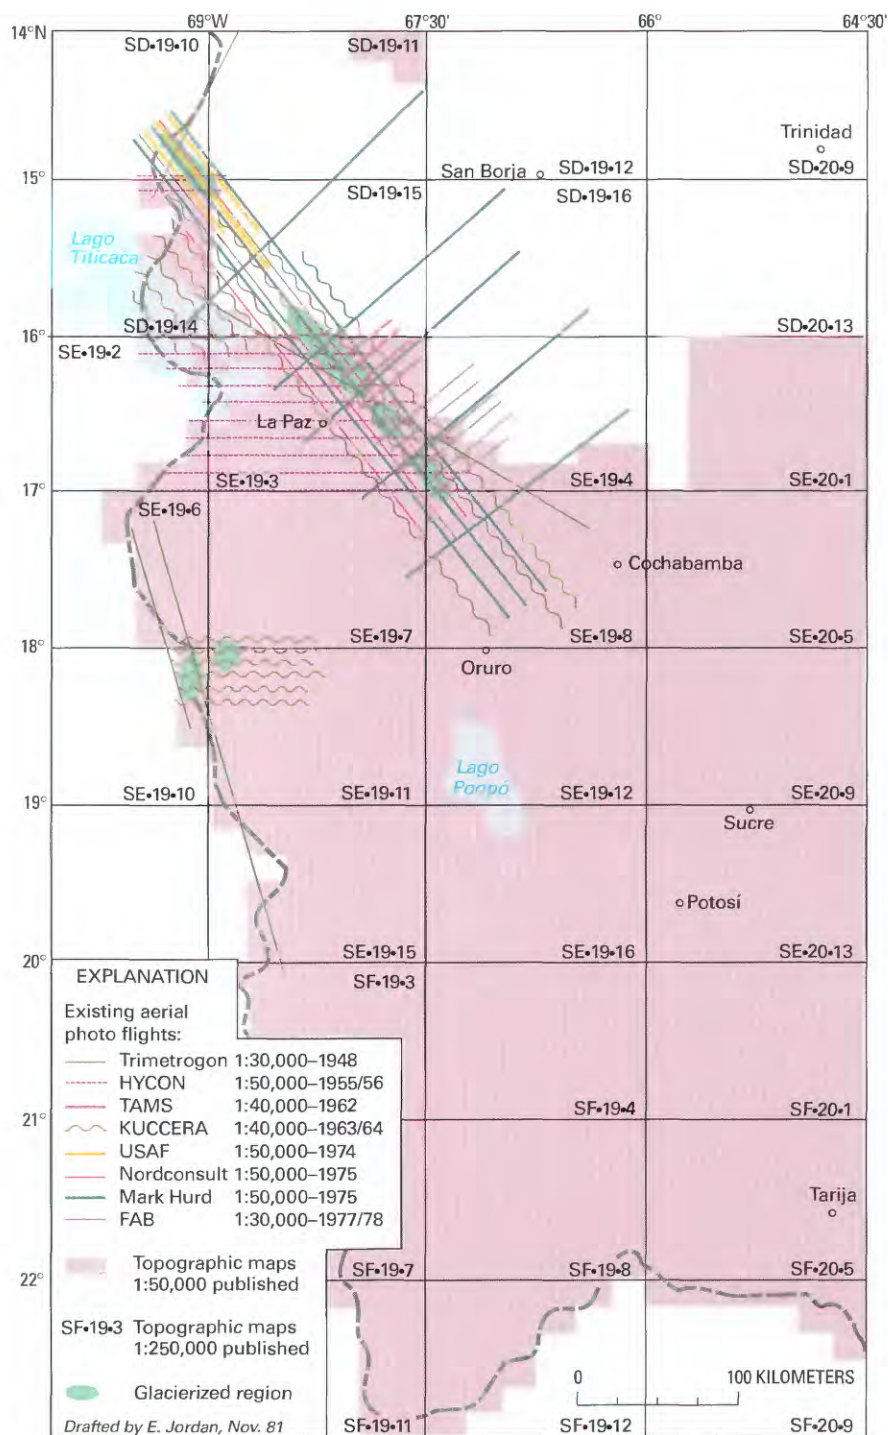 69°W 67°30' 66° 64°30'
14°N
SD•19•10 SD•19•11
Trinidad
San Borja SD•19•12 SD•20•9
15°
SD•19•15 SD•19•16
Lago
Titicaca
SD•19•14 SD•20•13
16°
SE•19•2
La Paz
SE•19•3 SE•19•4 SE•20•1
17°
SE•19•6
Cochabamba
SE•19•7 SE•19•8 SE•20•5
18°
Oruro
Lago
Poopó
SE•19•10 SE•19•11 SE•19•12 SE•20•9
19°
Sucre
Potosí
SE•19•15 SE•19•16 SE•20•13
20°
SF•19•3
EXPLANATION
Existing aerial
photo flights:
Trimetrogon 1:30,000–1948
HYCON 1:50,000–1955/56
TAMS 1:40,000–1962
KUCCERA 1:40,000–1963/64
USAF 1:50,000–1974
Nordconsult 1:50,000–1975
Mark Hurd 1:50,000–1975
FAB 1:30,000–1977/78
SF•19•4 SF•20•1
21°
Tarija
Topographic maps
1:50,000 published
SF•19•7 SF•19•8 SF•20•5
22°
SF•19•3 Topographic maps
1:250,000 published
Glacierized region
0 100 KILOMETERS
Drafted by E. Jordan, Nov. 81
SF•19•11 SF•19•12 SF•20•9